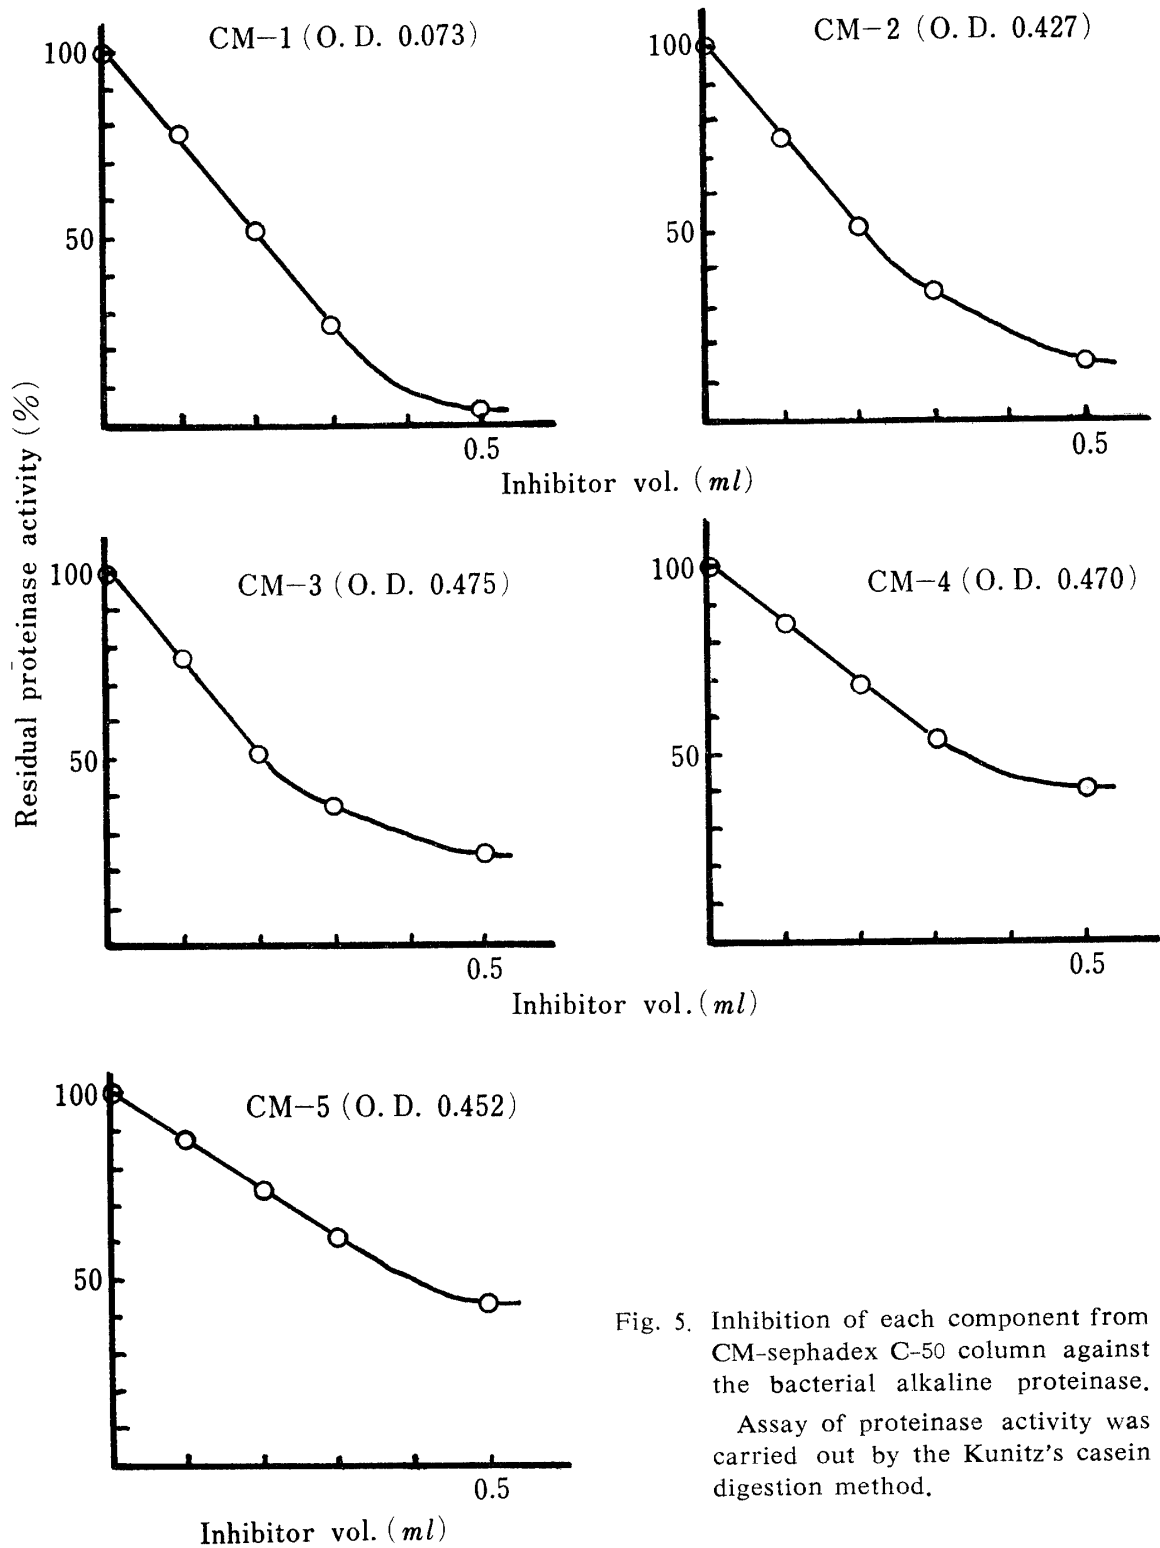 CM-1 (O. D. 0.073)
100
50
0.5
CM-2 (O. D. 0.427)
100
50
0.5
Inhibitor vol. (ml)
Residual proteinase activity (%)
CM-3 (O. D. 0.475)
100
50
0.5
CM-4 (O. D. 0.470)
100
50
0.5
Inhibitor vol. (ml)
CM-5 (O. D. 0.452)
100
50
0.5
Inhibitor vol. (ml)
Fig. 5. Inhibition of each component from
CM-sephadex C-50 column against
the bacterial alkaline proteinase.
Assay of proteinase activity was
carried out by the Kunitz's casein
digestion method.